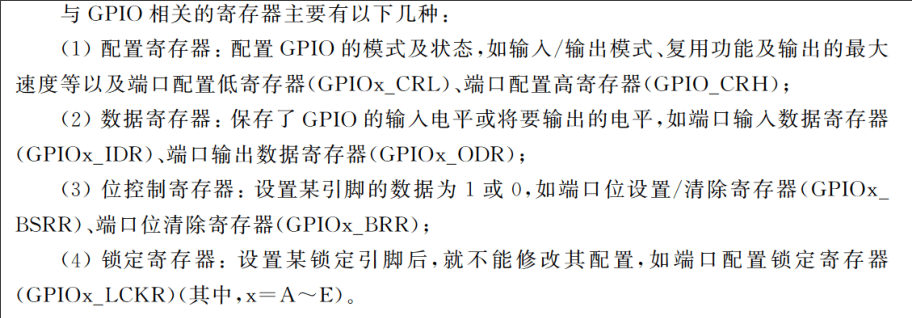 与 GPIO 相关的寄存器主要有以下几种：
（1）配置寄存器：配置 GPIO 的模式及状态，如输入/输出模式、复用功能及输出的最大
速度等以及端口配置低寄存器(GPIOx_CRL)、端口配置高寄存器(GPIO_CRH)；
（2）数据寄存器：保存了 GPIO 的输入电平或将要输出的电平，如端口输入数据寄存器
(GPIOx_IDR)、端口输出数据寄存器(GPIOx_ODR)；
（3）位控制寄存器：设置某引脚的数据为 1 或 0，如端口位设置/清除寄存器(GPIOx_
BSRR)、端口位清除寄存器(GPIOx_BRR)；
（4）锁定寄存器：设置某锁定引脚后，就不能修改其配置，如端口配置锁定寄存器
(GPIOx_LCKR)(其中，x＝A～E)。